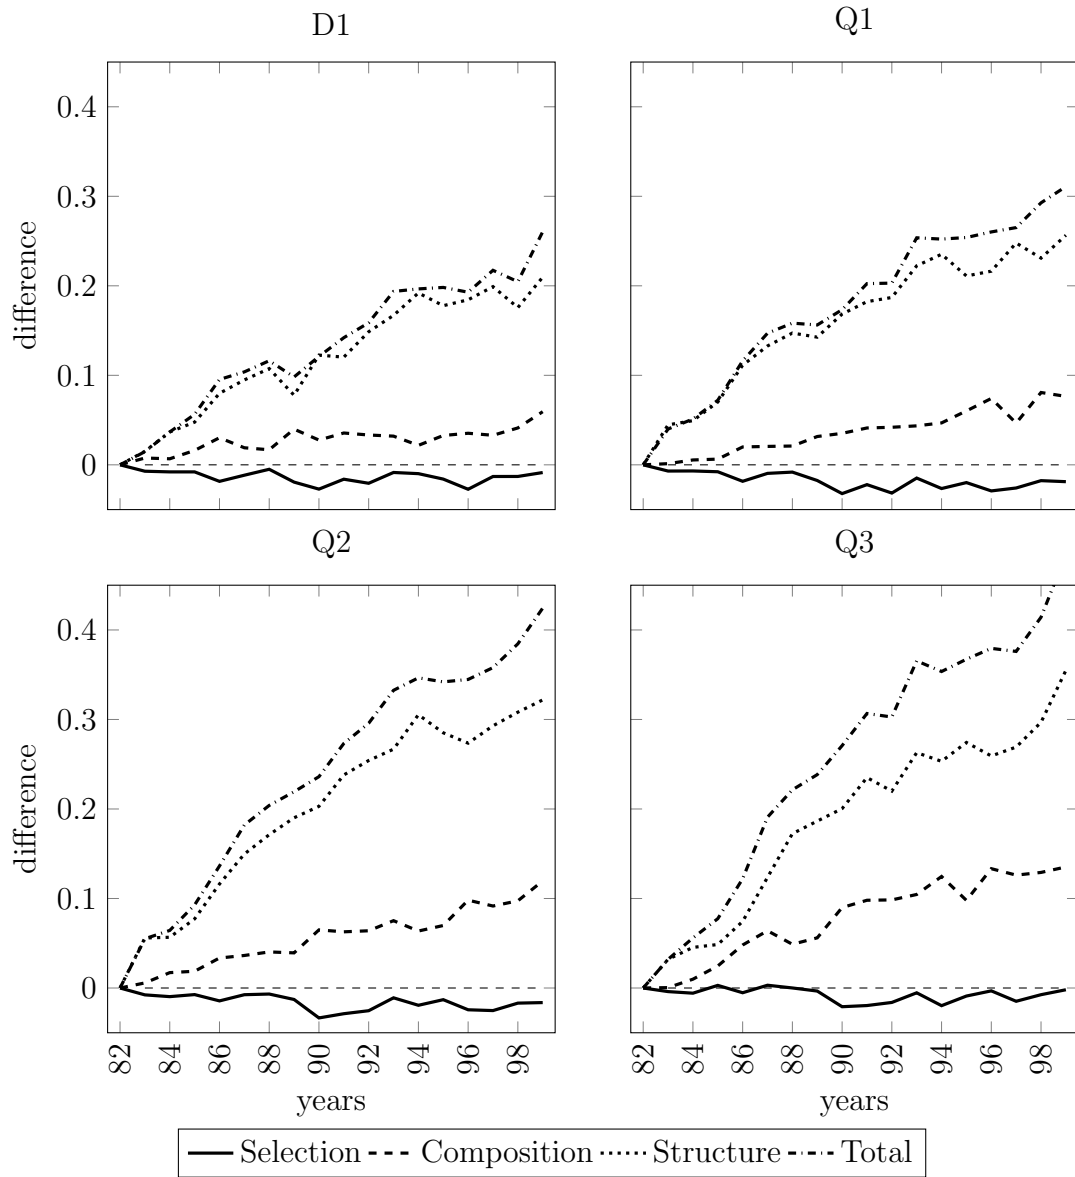 D1
Q1
0.4
0.3
0.2
0.1
0
difference
Q2
Q3
0.4
0.3
0.2
0.1
0
difference
82 84 86 88 90 92 94 96 98
82 84 86 88 90 92 94 96 98
years
years
Selection Composition Structure Total